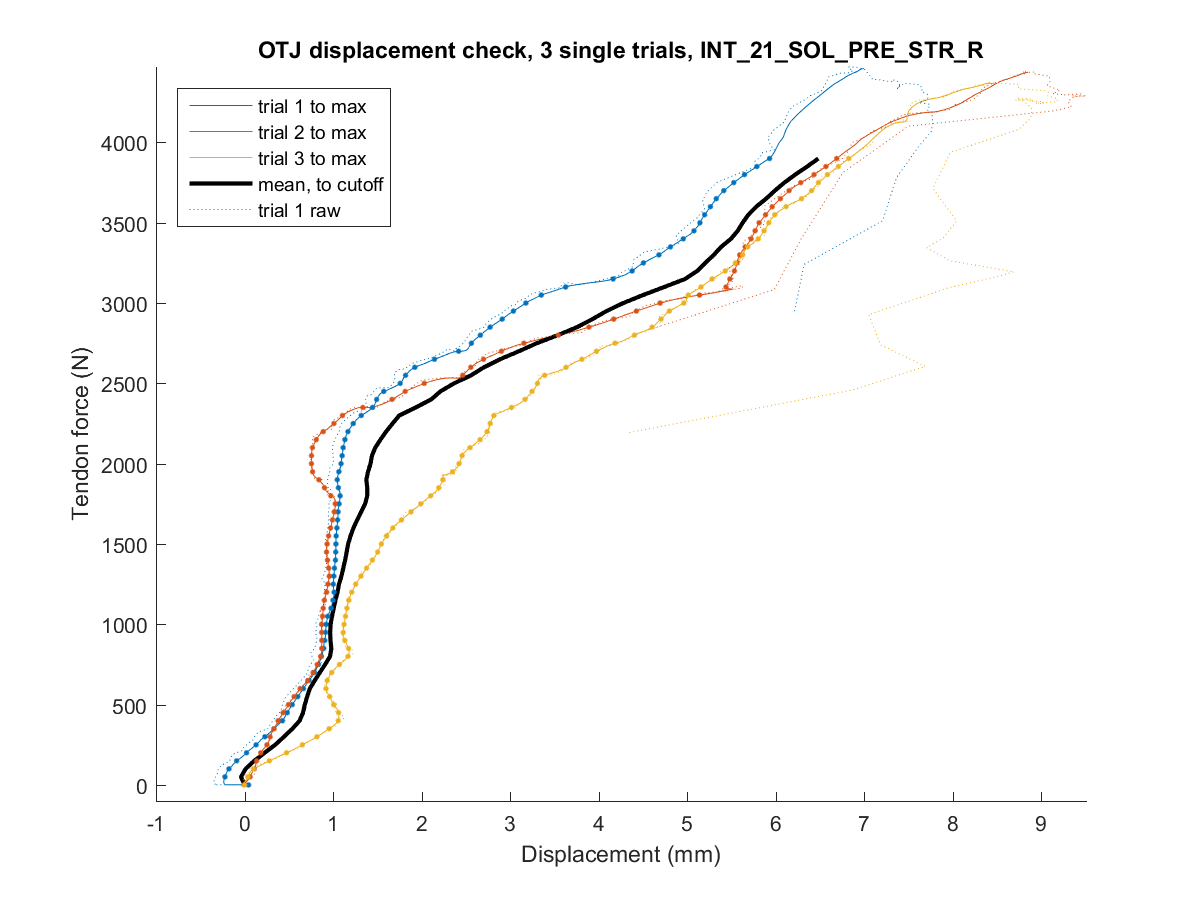 OTJ displacement check, 3 single trials, INT_21_SOL_PRE_STR_R
trial 1 to max
trial 2 to max
trial 3 to max
mean, to cutoff
trial 1 raw
4000
3500
3000
2500
2000
1500
1000
500
0
Tendon force (N)
-1 0 1 2 3 4 5 6 7 8 9
Displacement (mm)